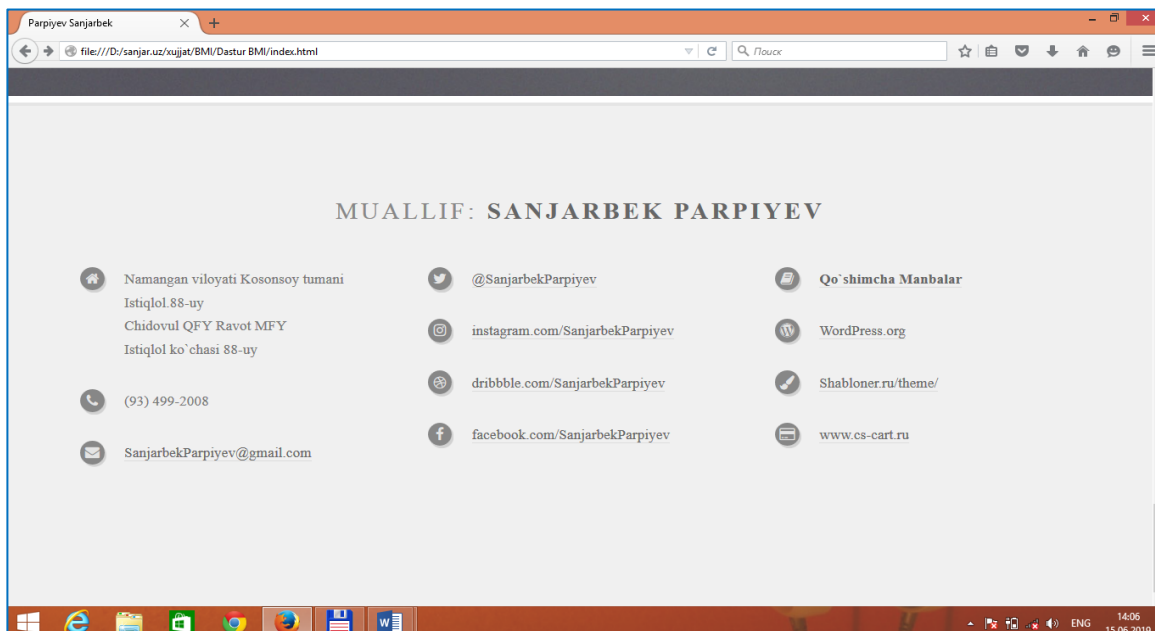 Parpiyev Sanjarbek
file:///D:/sanjar.uz/xujjat/BMI/Dastur BMI/index.html
Поиск
MUALLIF: SANJARBEK PARPIYEV
Namangan viloyati Kosonsoy tumani
Istiqlol.88-uy
Chidovul QFY Ravot MFY
Istiqlol ko`chasi 88-uy
(93) 499-2008
SanjarbekParpiyev@gmail.com
@SanjarbekParpiyev
instagram.com/SanjarbekParpiyev
dribbble.com/SanjarbekParpiyev
facebook.com/SanjarbekParpiyev
Qo`shimcha Manbalar
WordPress.org
Shabloner.ru/theme/
www.cs-cart.ru
ENG
14:06
15.06.2019